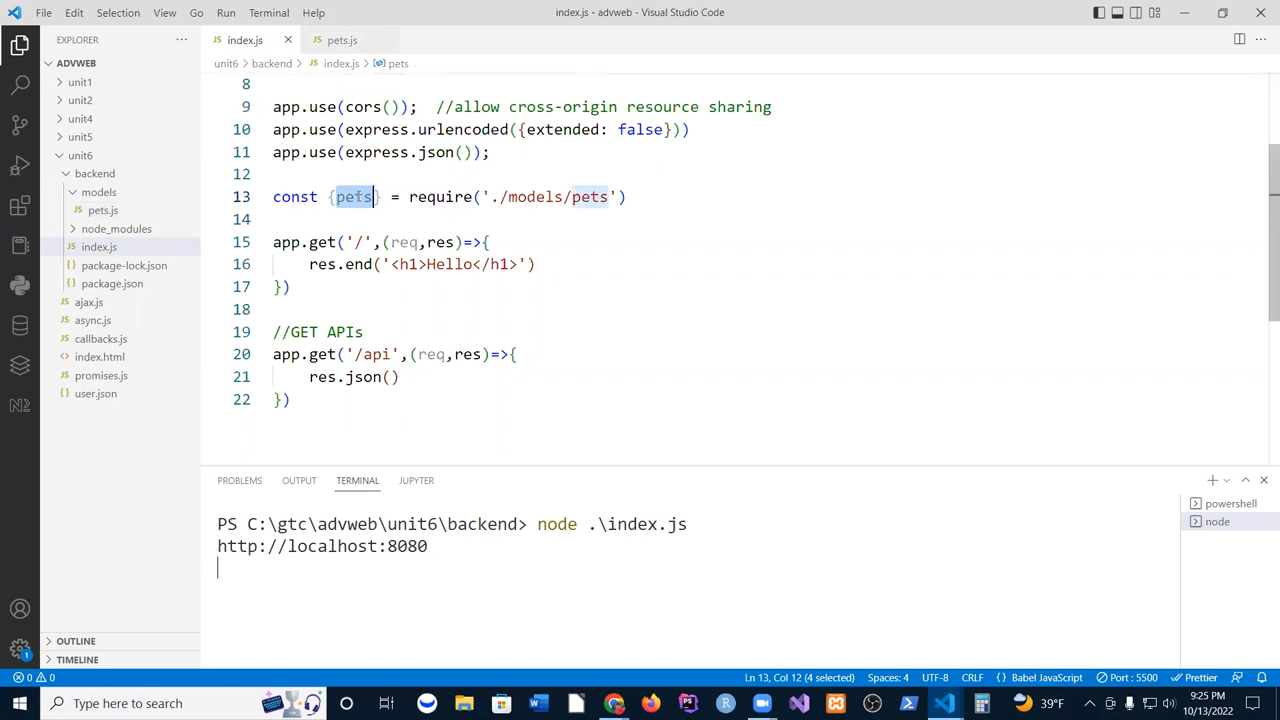 File Edit Selection View Go Run Terminal Help
index.js - advweb - Visual Studio Code
EXPLORER
index.js
pets.js
ADVWEB
unit6 > backend > index.js > pets
unit1
unit2
unit4
unit5
unit6
backend
models
pets.js
node_modules
index.js
package-lock.json
package.json
ajax.js
async.js
callbacks.js
index.html
promises.js
user.json
OUTLINE
TIMELINE
8
9 app.use(cors()); //allow cross-origin resource sharing
10 app.use(express.urlencoded({extended: false}))
11 app.use(express.json());
12
13 const {pets} = require('./models/pets')
14
15 app.get('/',(req,res)=>{
16 res.end('<h1>Hello</h1>')
17 })
18
19 //GET APIs
20 app.get('/api',(req,res)=>{
21 res.json()
22 })
PROBLEMS OUTPUT TERMINAL JUPYTER
PS C:\gtc\advweb\unit6\backend> node .\index.js
http://localhost:8080
powershell
node
0 0
Ln 13, Col 12 (4 selected) Spaces: 4 UTF-8 CRLF {} Babel JavaScript Port : 5500 Prettier
Type here to search
39°F
9:25 PM
10/13/2022